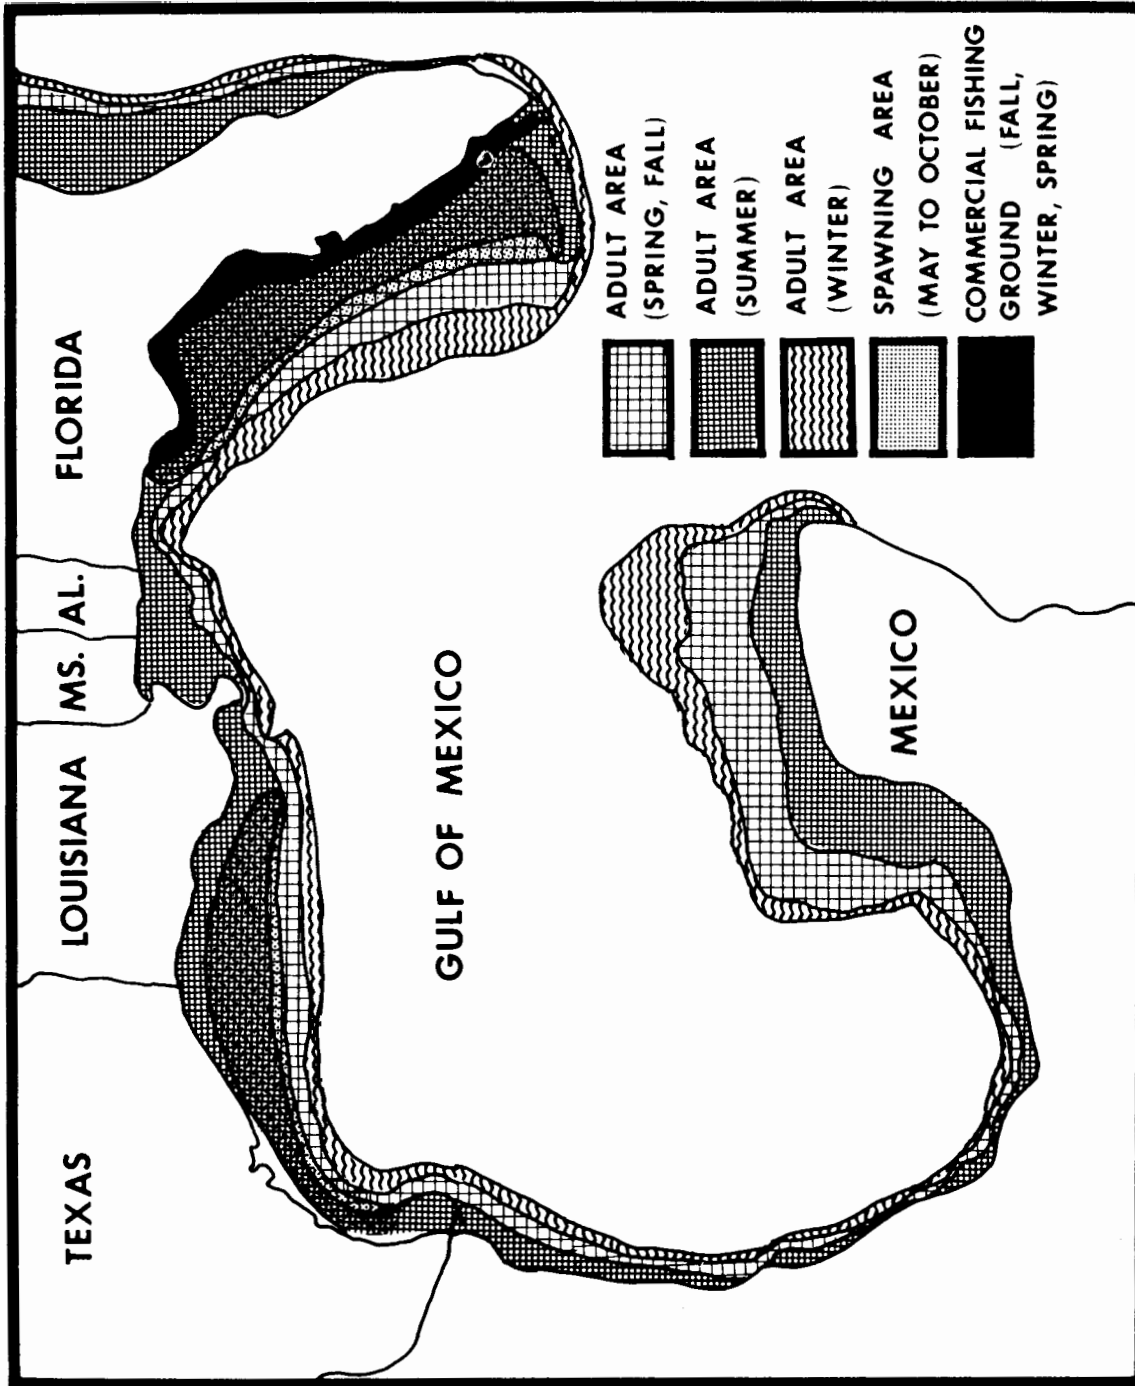 TEXAS
LOUISIANA
MS.
AL.
FLORIDA
GULF OF MEXICO
MEXICO
ADULT AREA
(SPRING, FALL)
ADULT AREA
(SUMMER)
ADULT AREA
(WINTER)
SPAWNING AREA
(MAY TO OCTOBER)
COMMERCIAL FISHING
GROUND (FALL,
WINTER, SPRING)